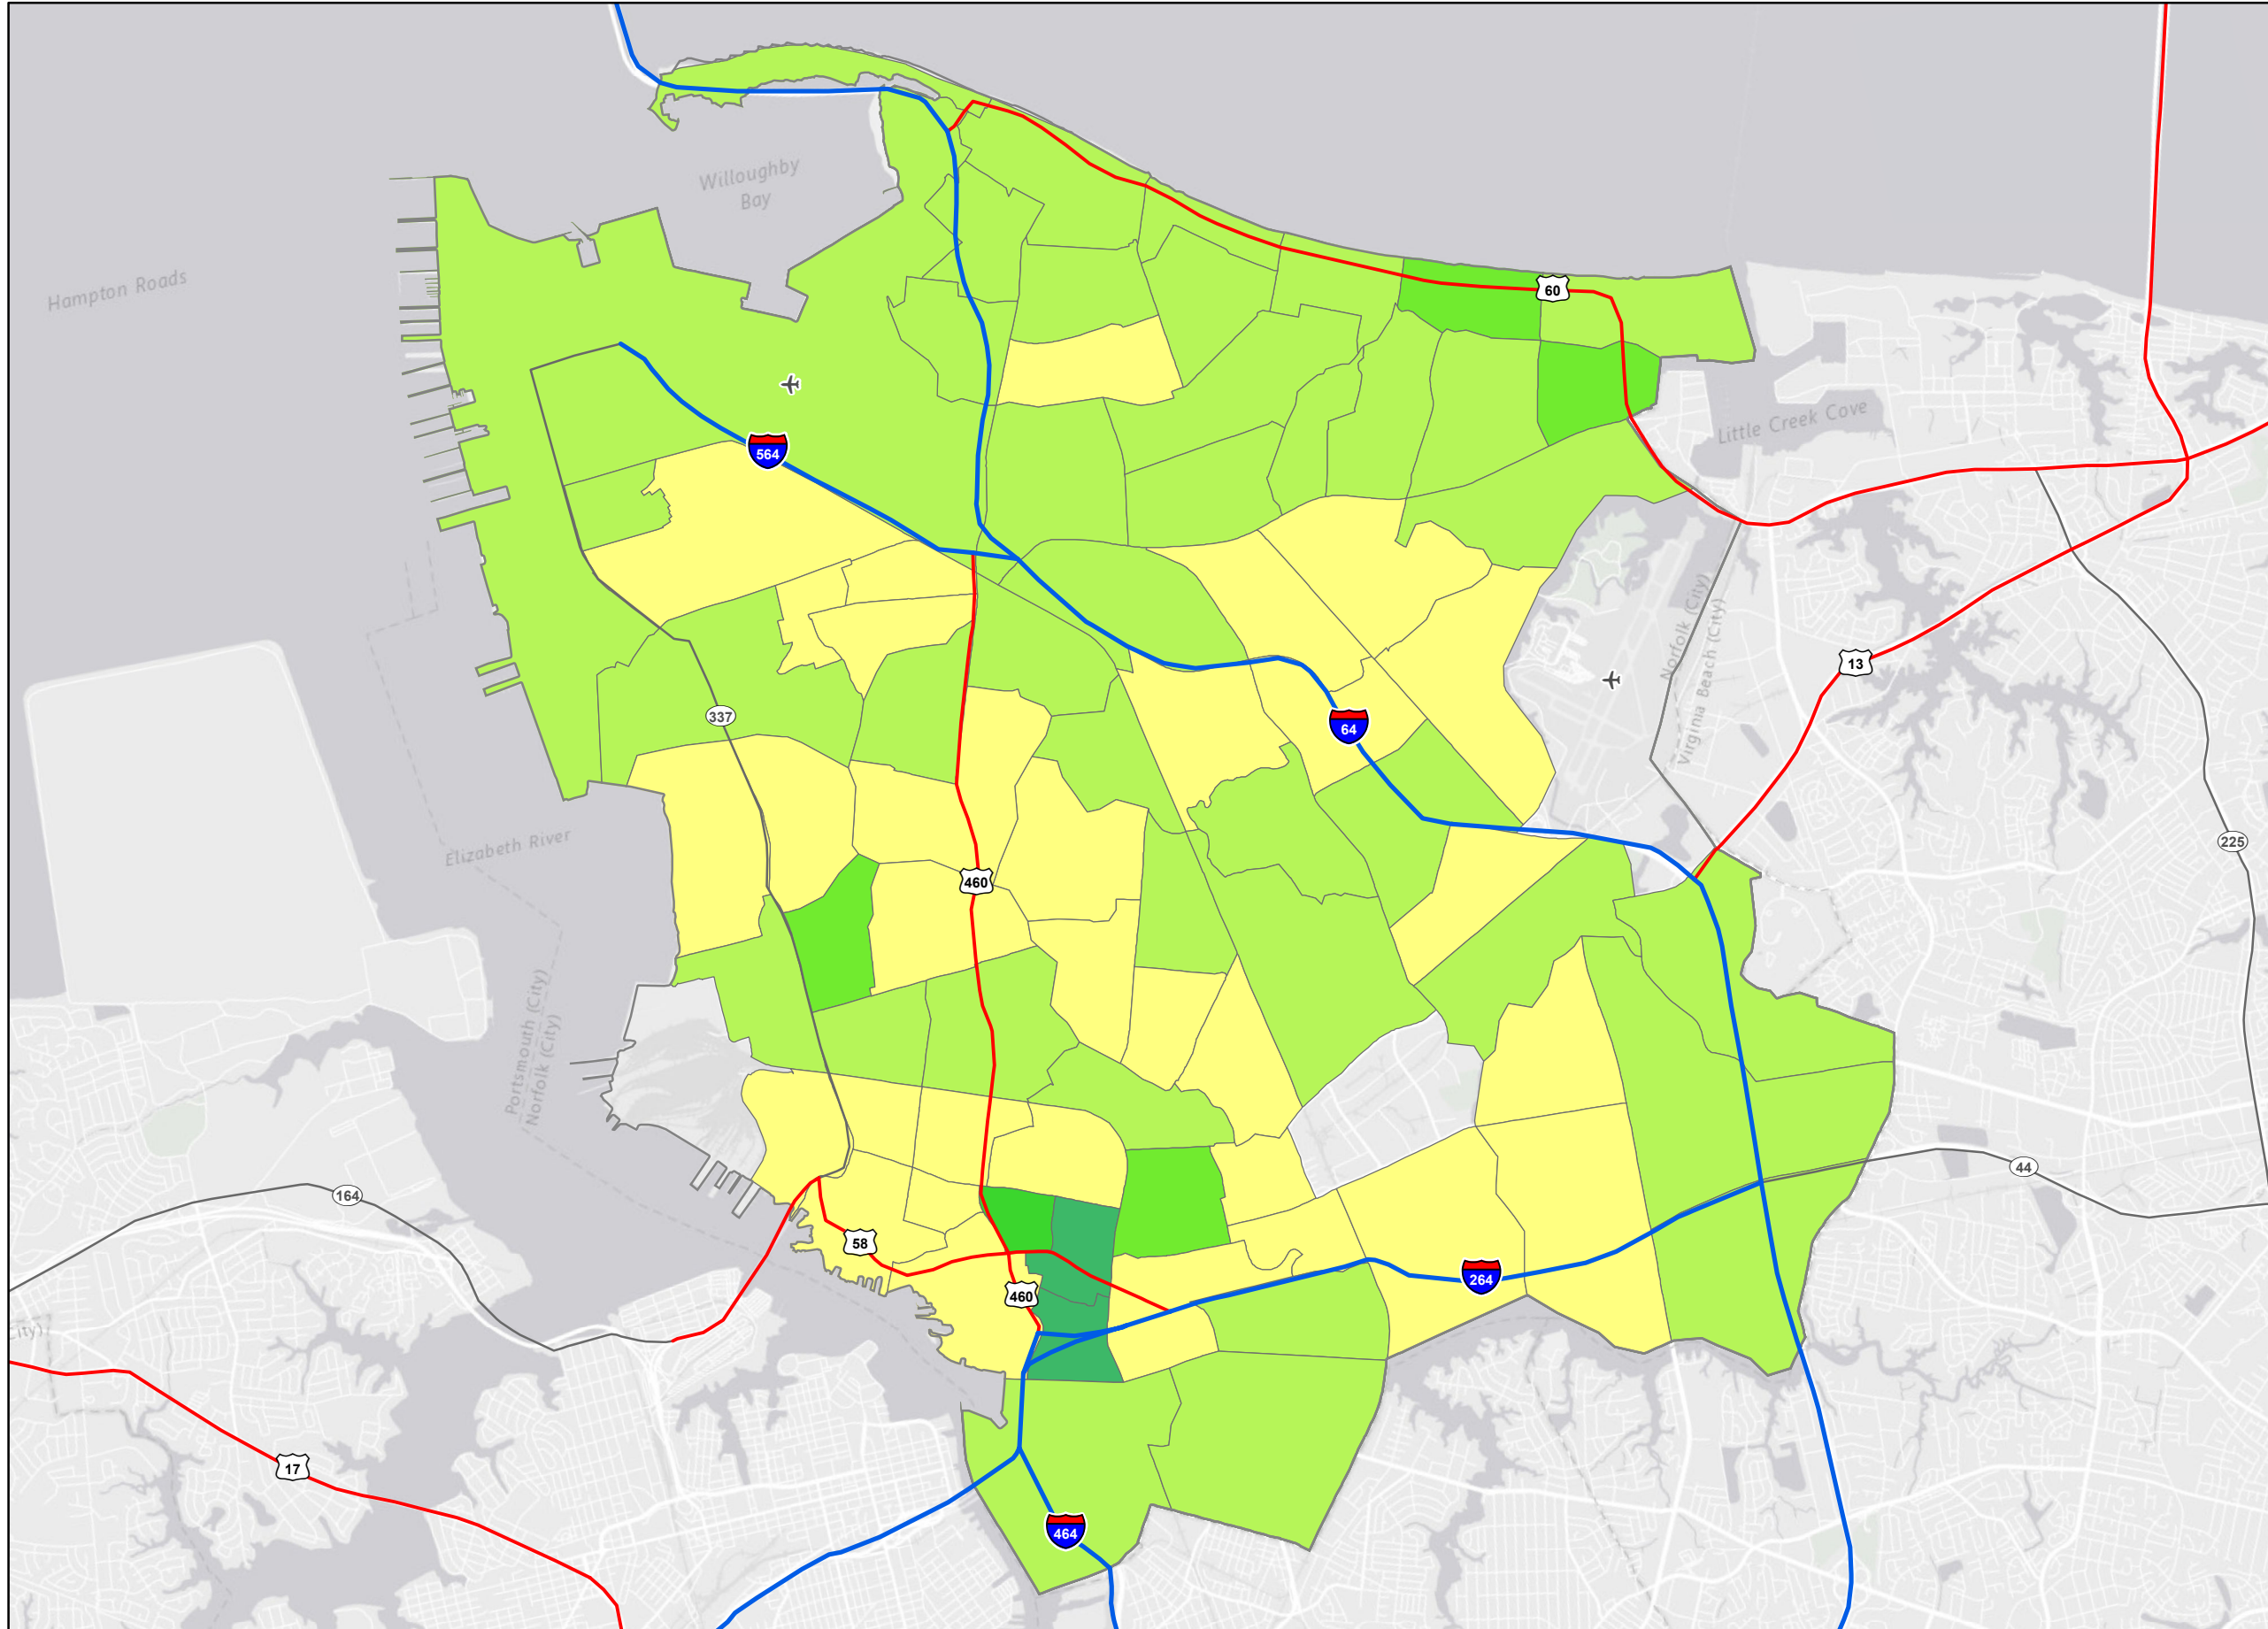 Willoughby
Bay
Hampton Roads
60
Little Creek Cove
564
Norfolk (City)
Virginia Beach (City)
13
337
64
Elizabeth River
225
460
Portsmouth (City)
Norfolk (City)
44
164
58
264
460
ity)
17
464